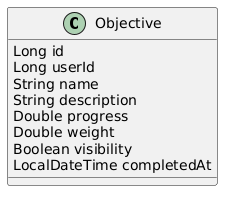 C Objective
Long id
Long userId
String name
String description
Double progress
Double weight
Boolean visibility
LocalDateTime completedAt